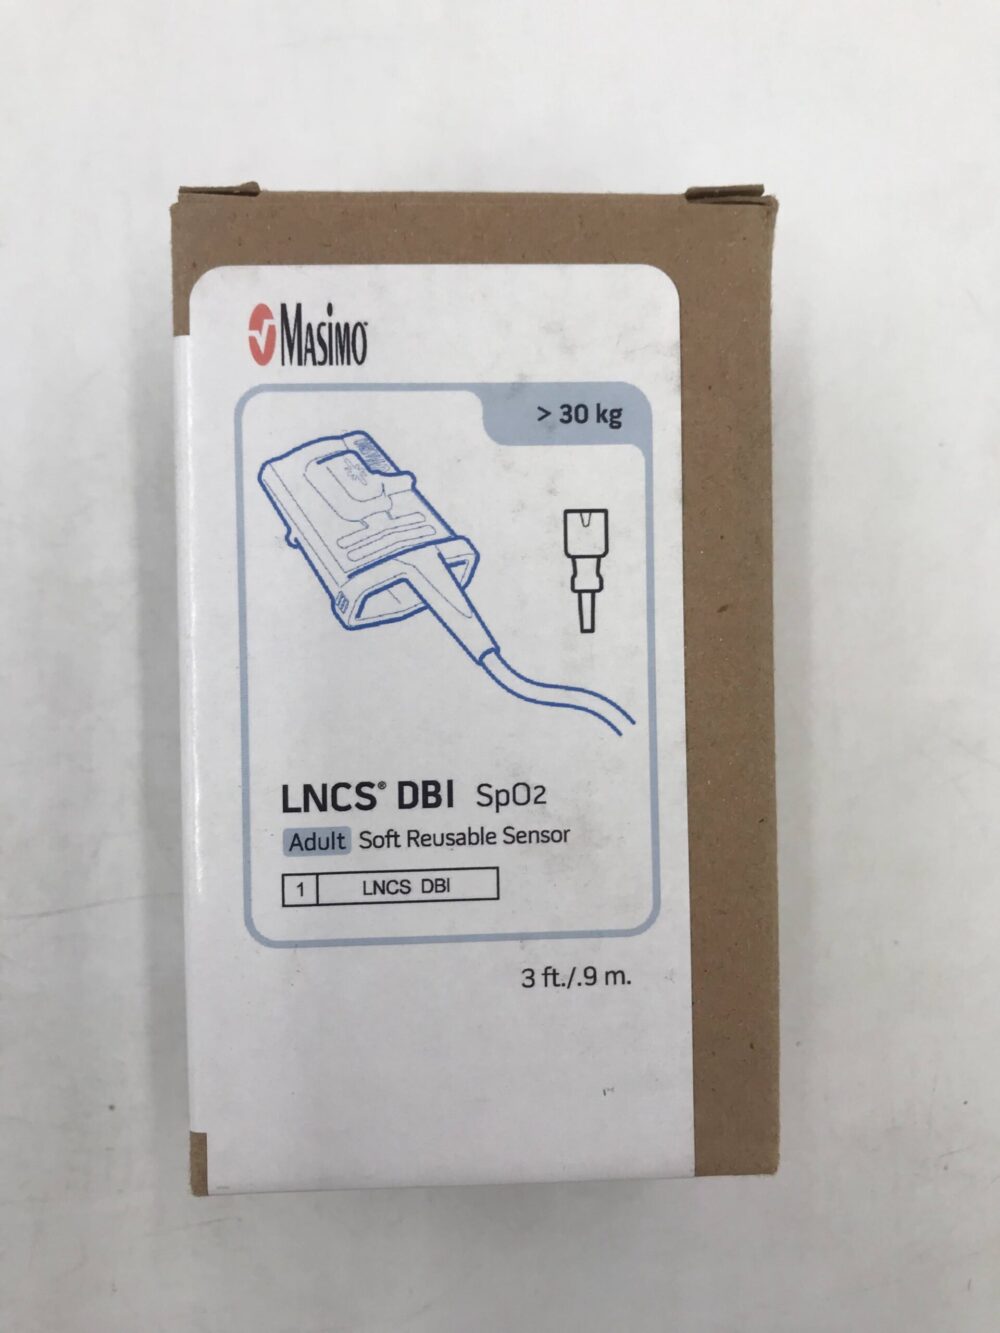 Masimo
> 30 kg
LNCS® DBI SpO2
Adult Soft Reusable Sensor
1 LNCS DBI
3 ft./.9 m.